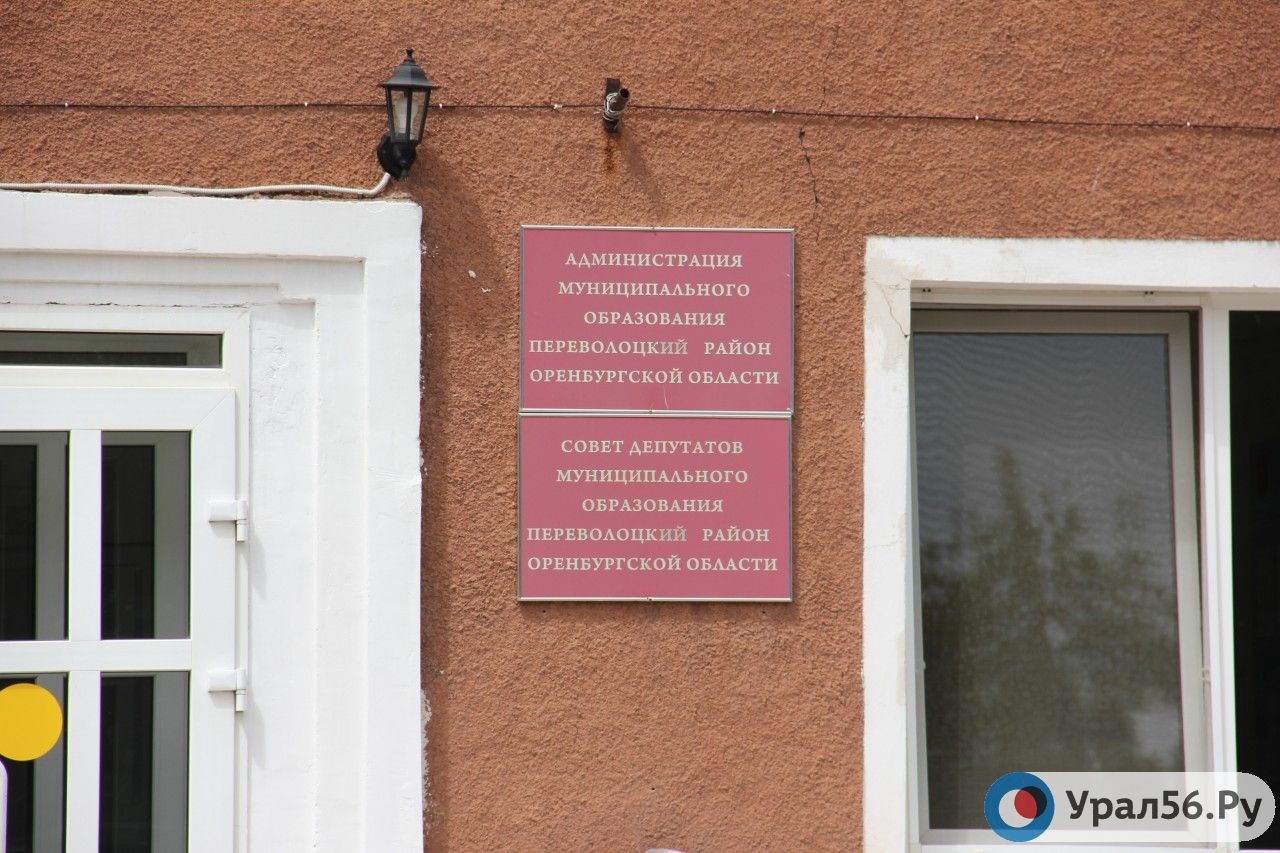 АДМИНИСТРАЦИЯ
МУНИЦИПАЛЬНОГО
ОБРАЗОВАНИЯ
ПЕРЕВОЛОЦКИЙ РАЙОН
ОРЕНБУРГСКОЙ ОБЛАСТИ
СОВЕТ ДЕПУТАТОВ
МУНИЦИПАЛЬНОГО
ОБРАЗОВАНИЯ
ПЕРЕВОЛОЦКИЙ РАЙОН
ОРЕНБУРГСКОЙ ОБЛАСТИ
Урал56.Ру